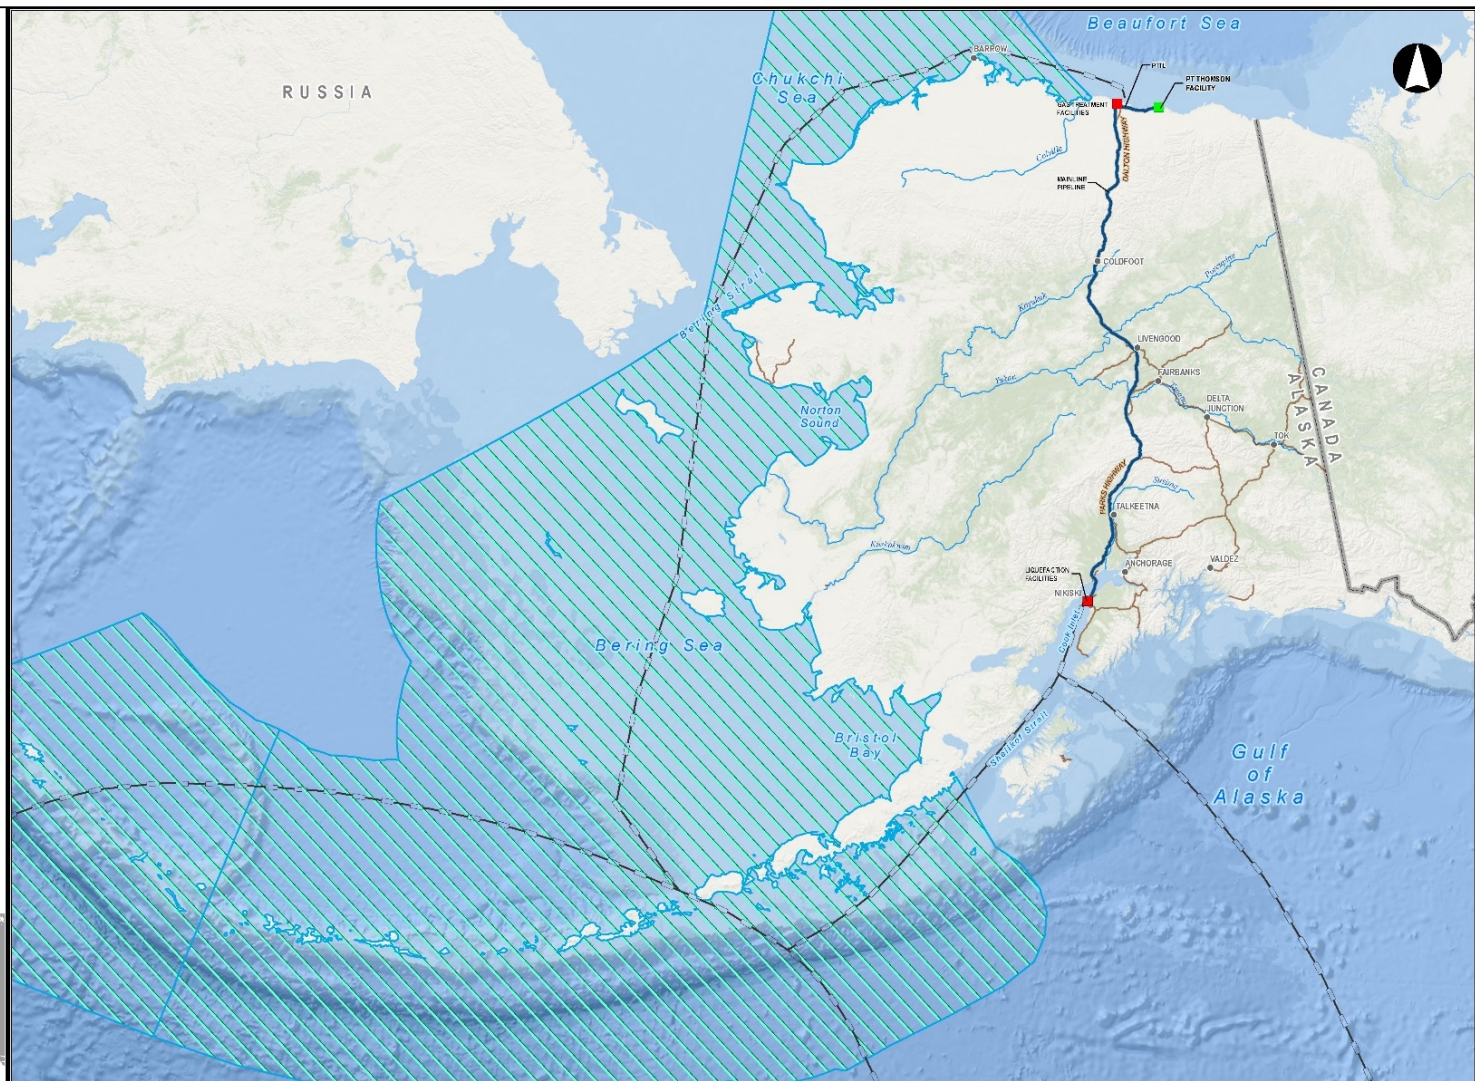 Beaufort Sea
BARROW
RUSSIA
Chukchi
Sea
PTTL
PT THOMSON
FACILITY
GAS TREATMENT
FACILITIES
DALTON HIGHWAY
Colville
MAINLINE
PIPELINE
COLDFOOT
Porcupine
Koyukuk
Bering Strait
LIVENGOOD
FAIRBANKS
Yukon
Tanana
CANADA
ALASKA
DELTA
JUNCTION
Norton
Sound
TOK
PARKS HIGHWAY
Susitna
TALKEETNA
Kuskokwim
VALDEZ
ANCHORAGE
LIQUEFACTION
FACILITIES
NIKISKI
Cook Inlet
Bering Sea
Shelikof Strait
Bristol
Bay
Gulf
of
Alaska